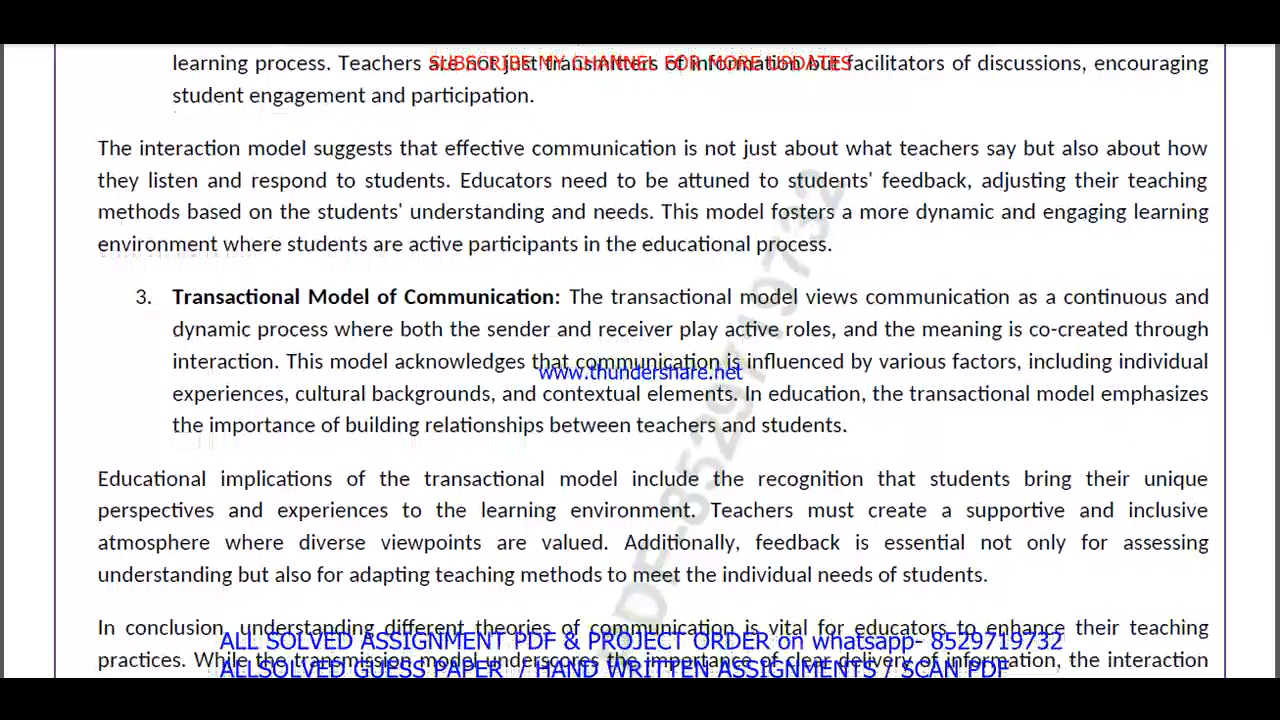 SUBSCRIBE MY CHANNEL FOR MORE UPDATES
learning process. Teachers are not just transmitters of information but facilitators of discussions, encouraging
student engagement and participation.
The interaction model suggests that effective communication is not just about what teachers say but also about how
they listen and respond to students. Educators need to be attuned to students' feedback, adjusting their teaching
methods based on the students' understanding and needs. This model fosters a more dynamic and engaging learning
environment where students are active participants in the educational process.
3. Transactional Model of Communication: The transactional model views communication as a continuous and
dynamic process where both the sender and receiver play active roles, and the meaning is co-created through
interaction. This model acknowledges that communication is influenced by various factors, including individual
www.thundershare.net
experiences, cultural backgrounds, and contextual elements. In education, the transactional model emphasizes
the importance of building relationships between teachers and students.
Educational implications of the transactional model include the recognition that students bring their unique
perspectives and experiences to the learning environment. Teachers must create a supportive and inclusive
atmosphere where diverse viewpoints are valued. Additionally, feedback is essential not only for assessing
understanding but also for adapting teaching methods to meet the individual needs of students.
In conclusion, understanding different theories of communication is vital for educators to enhance their teaching
ALL SOLVED ASSIGNMENT PDF & PROJECT ORDER on whatsapp- 8529719732
practices. While the transmission model underscores the importance of clear delivery of information, the interaction
ALLSOLVED GUESS PAPER / HAND WRITTEN ASSIGNMENTS / SCAN PDF
PDF-8529719732